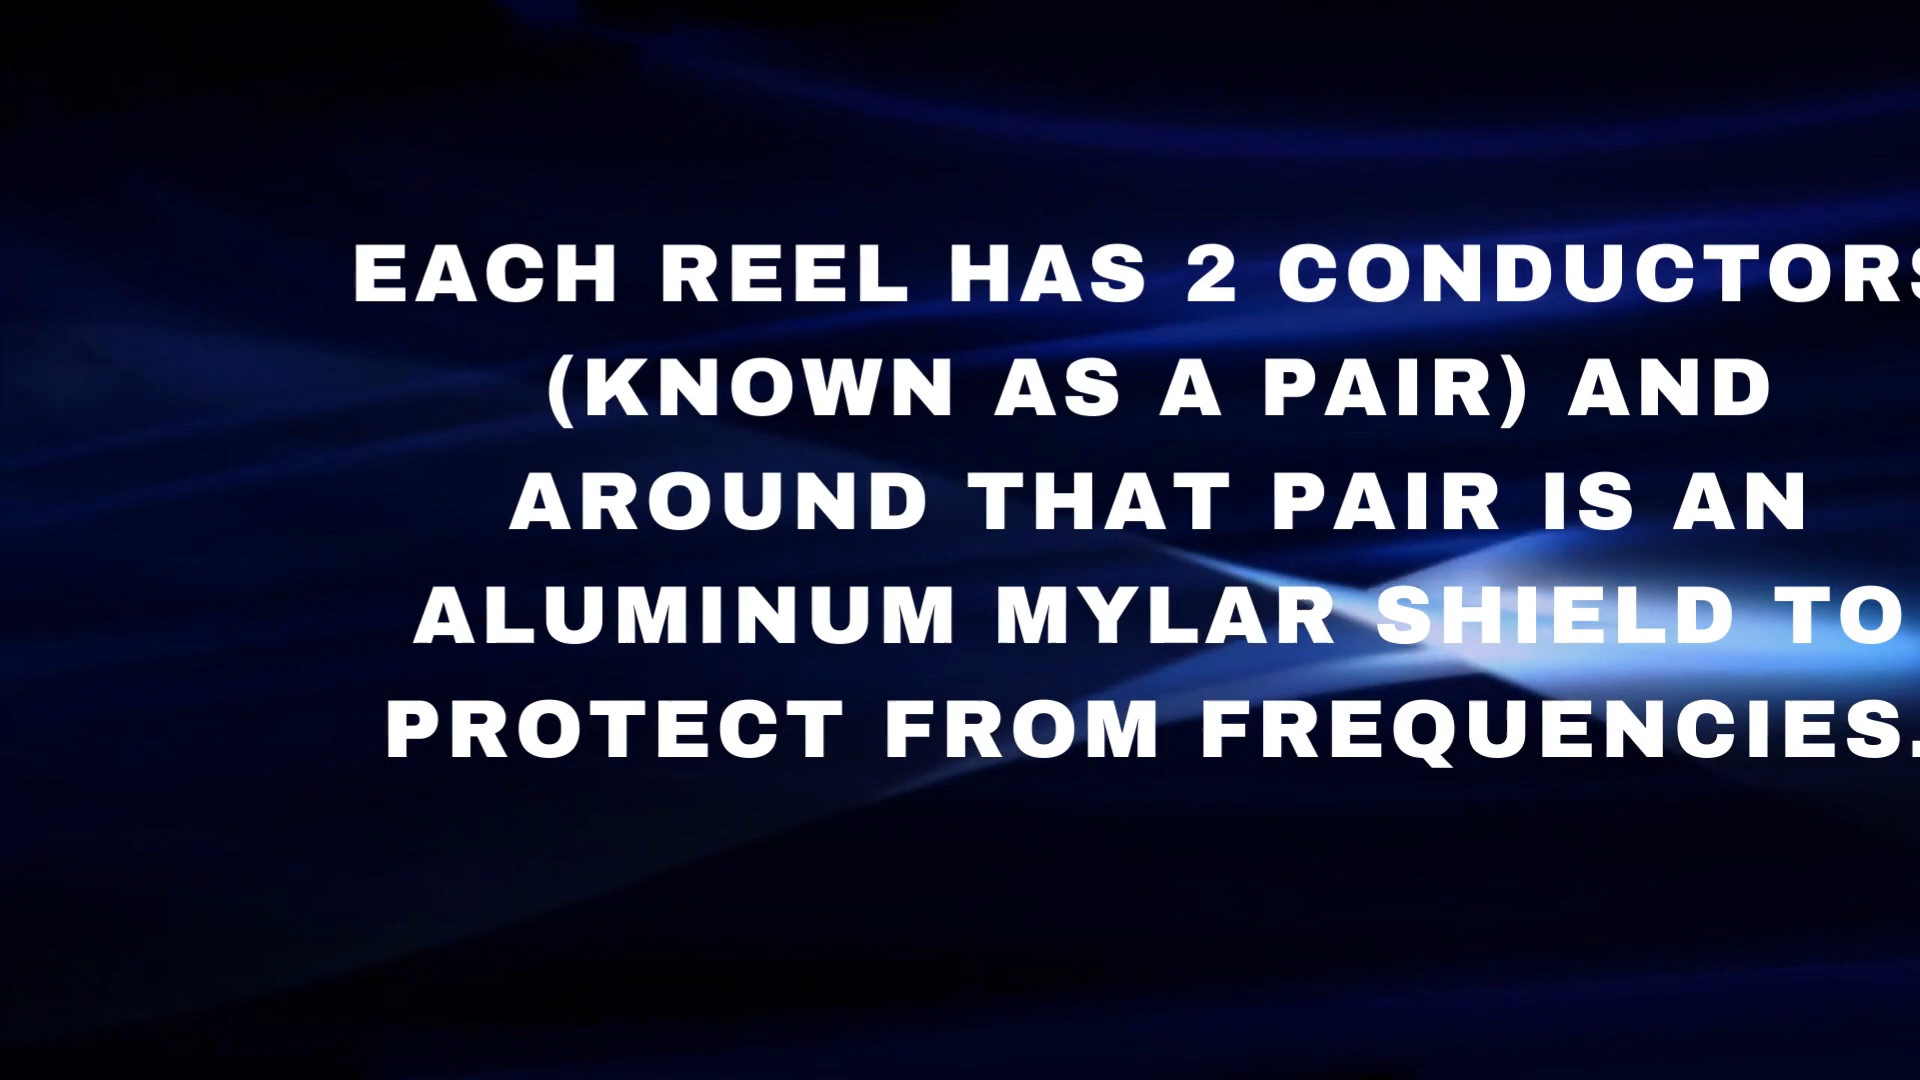 EACH REEL HAS 2 CONDUCTORS
(KNOWN AS A PAIR) AND
AROUND THAT PAIR IS AN
ALUMINUM MYLAR SHIELD TO
PROTECT FROM FREQUENCIES.